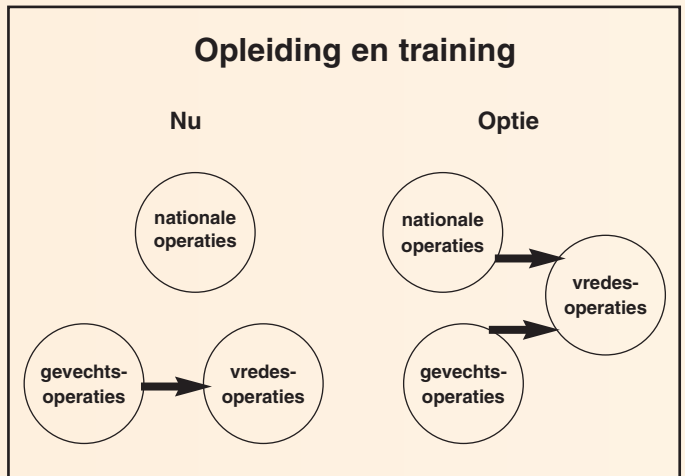 Opleiding en training
Nu
nationale
operaties
gevechts-
operaties
vredes-
operaties
Optie
nationale
operaties
vredes-
operaties
gevechts-
operaties